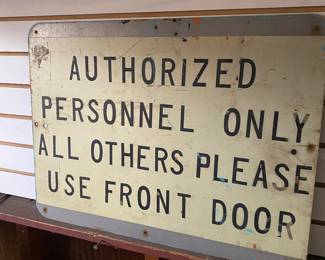 AUTHORIZED
PERSONNEL ONLY
ALL OTHERS PLEASE
USE FRONT DOOR